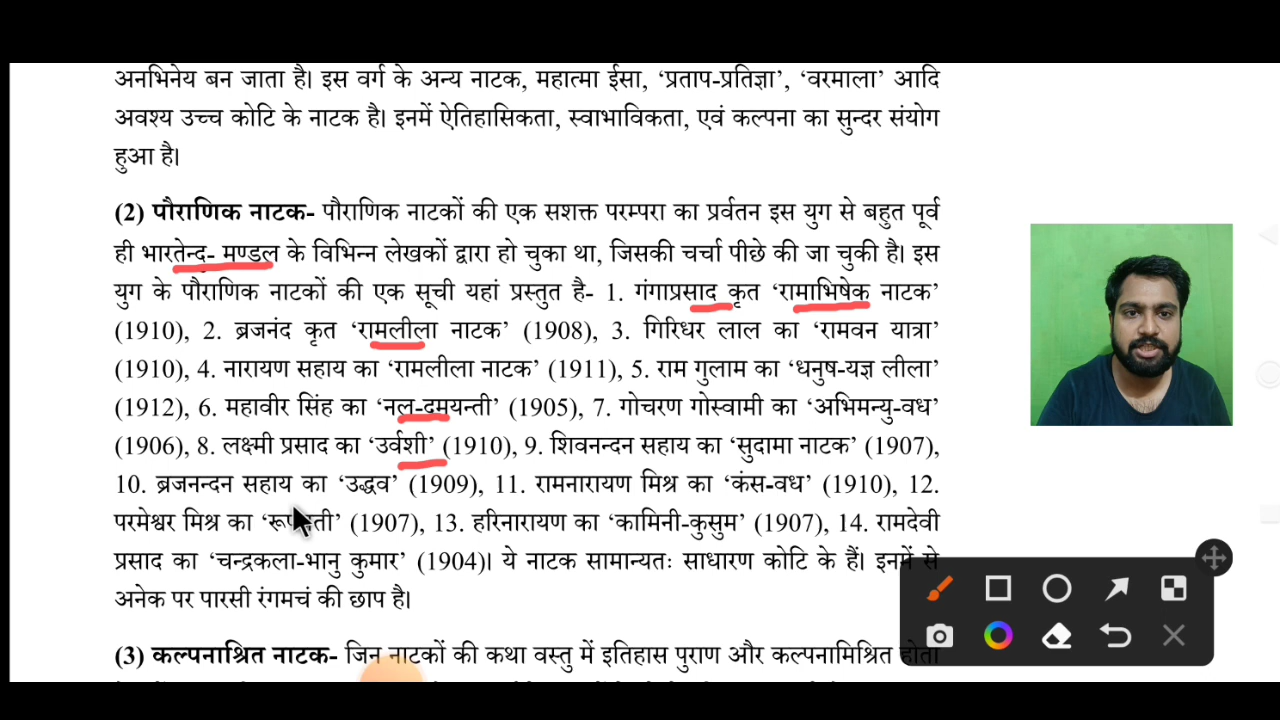 अनभिनेय बन जाता है। इस वर्ग के अन्य नाटक, महात्मा ईसा, ‘प्रताप-प्रतिज्ञा’, ‘वरमाला’ आदि
अवश्य उच्च कोटि के नाटक है। इनमें ऐतिहासिकता, स्वाभाविकता, एवं कल्पना का सुन्दर संयोग
हुआ है।
(2) पौराणिक नाटक- पौराणिक नाटकों की एक सशक्त परम्परा का प्रर्वतन इस युग से बहुत पूर्व
ही भारतेन्द- मण्डल के विभिन्न लेखकों द्वारा हो चुका था, जिसकी चर्चा पीछे की जा चुकी है। इस
युग के पौराणिक नाटकों की एक सूची यहां प्रस्तुत है- 1. गंगाप्रसाद कृत ‘रामाभिषेक नाटक’
(1910), 2. ब्रजनंद कृत ‘रामलीला नाटक’ (1908), 3. गिरिधर लाल का ‘रामवन यात्रा’
(1910), 4. नारायण सहाय का ‘रामलीला नाटक’ (1911), 5. राम गुलाम का ‘धनुष-यज्ञ लीला’
(1912), 6. महावीर सिंह का ‘नल-दमयन्ती’ (1905), 7. गोचरण गोस्वामी का ‘अभिमन्यु-वध’
(1906), 8. लक्ष्मी प्रसाद का ‘उर्वशी’ (1910), 9. शिवनन्दन सहाय का ‘सुदामा नाटक’ (1907),
10. ब्रजनन्दन सहाय का ‘उद्धव’ (1909), 11. रामनारायण मिश्र का ‘कंस-वध’ (1910), 12.
परमेश्वर मिश्र का (1907), 13. हरिनारायण का ‘कामिनी-कुसुम’ (1907), 14. रामदेवी
प्रसाद का ‘चन्द्रकला-भानु कुमार’ (1904)। ये नाटक सामान्यतः साधारण कोटि के हैं। इनमें से
अनेक पर पारसी रंगमचं की छाप है।
(3) कल्पनाश्रित नाटक- जिन नाटकों की कथा वस्तु में इतिहास पुराण और कल्पनामिश्रित होता